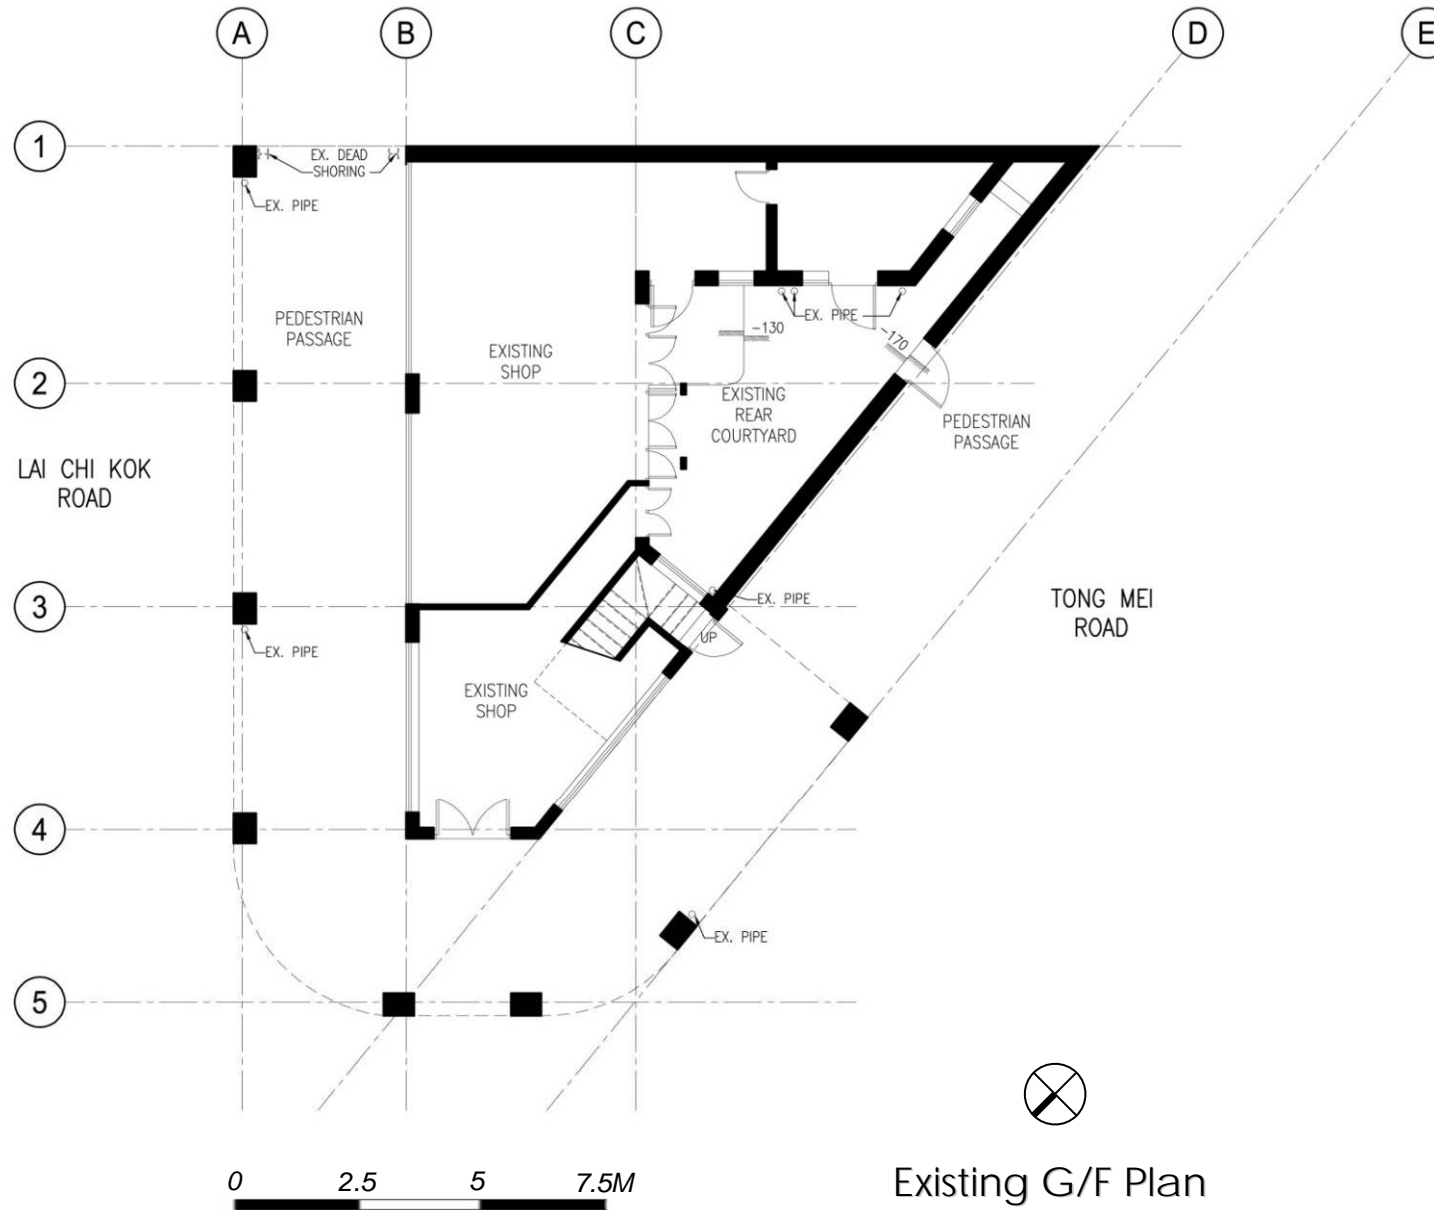 A
B
C
D
E
1
EX. DEAD
SHORING
EX. PIPE
PEDESTRIAN
PASSAGE
EX. PIPE
-130
-170
EXISTING
SHOP
2
EXISTING
REAR
COURTYARD
PEDESTRIAN
PASSAGE
LAI CHI KOK
ROAD
3
EX. PIPE
TONG MEI
ROAD
UP
EX. PIPE
EXISTING
SHOP
4
EX. PIPE
5
0 2.5 5 7.5M
Existing G/F Plan